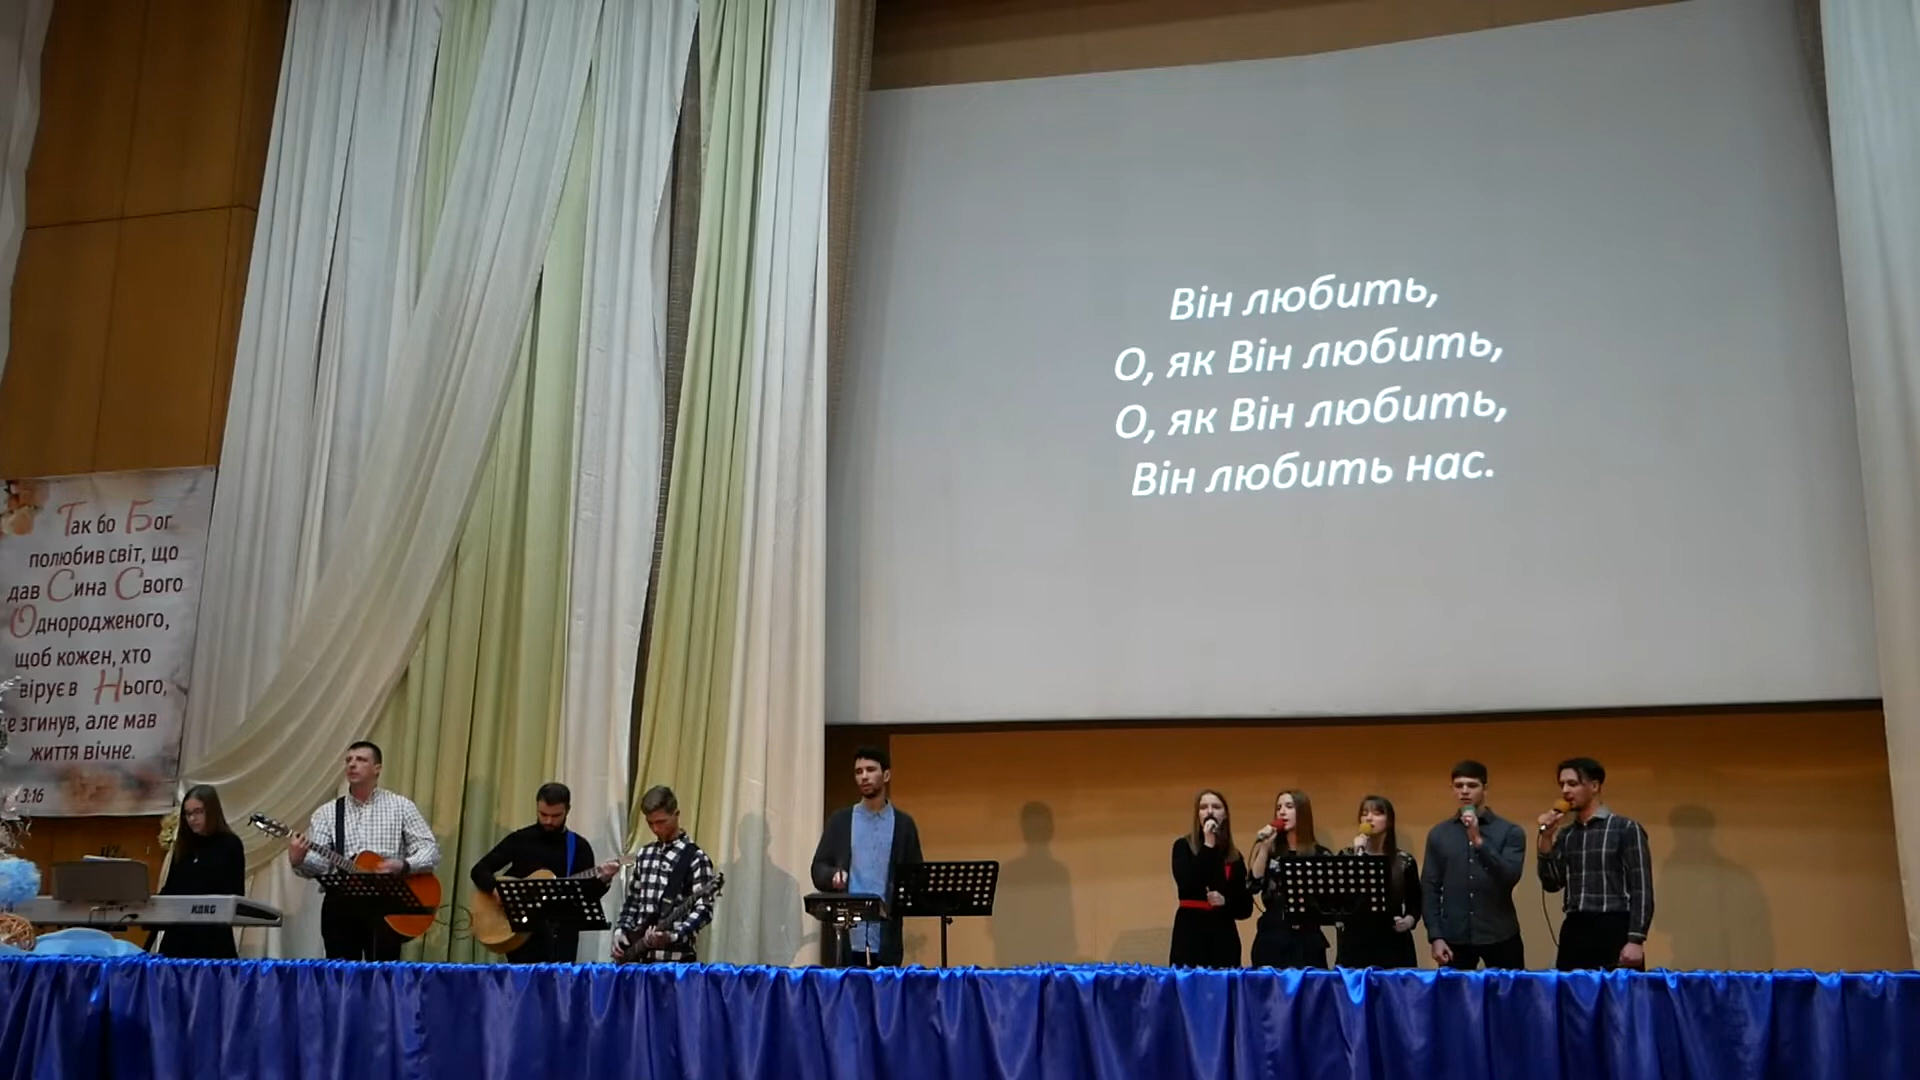 Він любить,
О, як Він любить,
О, як Він любить,
Він любить нас.
Так бо Бог
полюбив світ, що
дав Сина Свого
Однородженого,
щоб кожен, хто
вірує в Нього,
згинув, але мав
життя вічне.
3:16
KORG